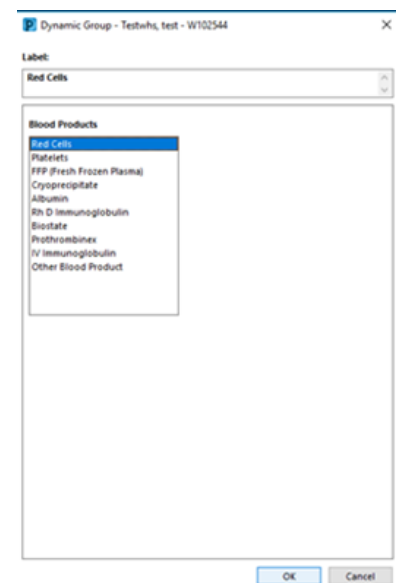 Dynamic Group - Testwhs, test - W102544
Label:
Red Cells
Blood Products
Red Cells
Platelets
FFP (Fresh Frozen Plasma)
Cryoprecipitate
Albumin
Rh D Immunoglobulin
Biostate
Prothrombinex
IV Immunoglobulin
Other Blood Product
OK Cancel